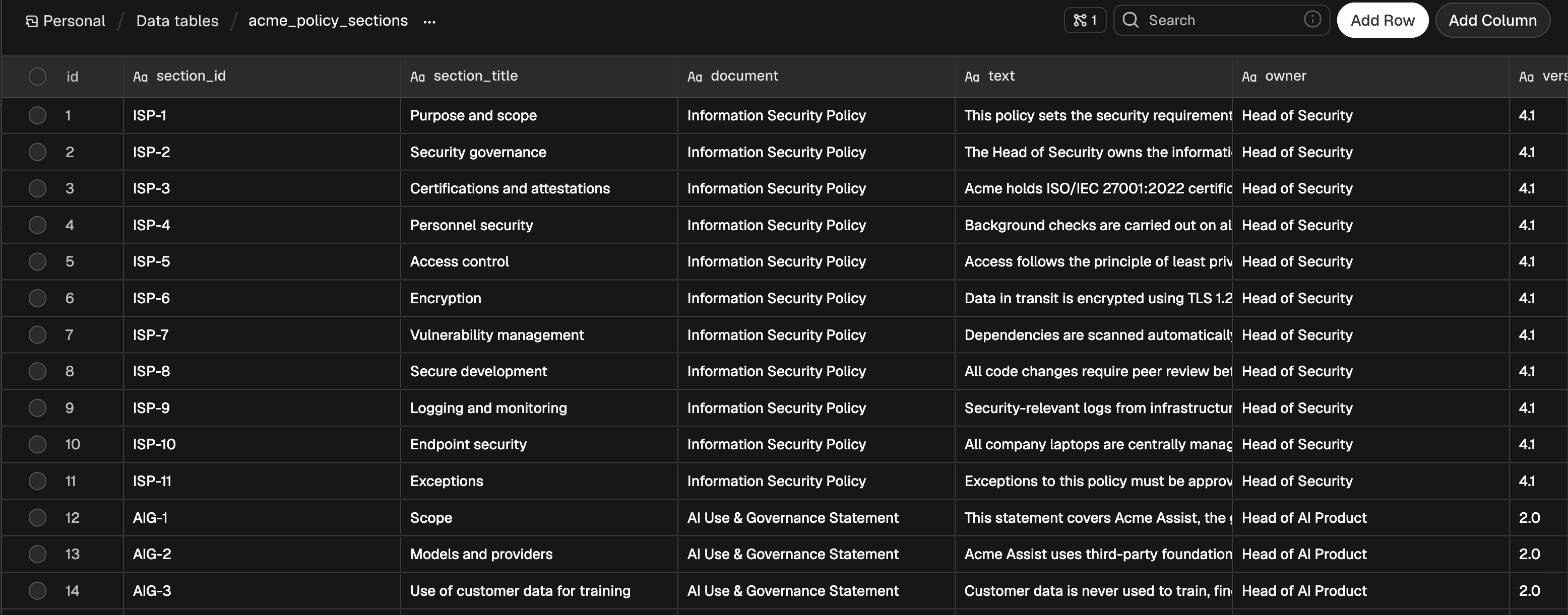 Personal / Data tables / acme_policy_sections ... 1 Search Add Row Add Column
id Aa section_id Aa section_title Aa document Aa text Aa owner Aa vers
1 ISP-1 Purpose and scope Information Security Policy This policy sets the security requirement Head of Security 4.1
2 ISP-2 Security governance Information Security Policy The Head of Security owns the informati Head of Security 4.1
3 ISP-3 Certifications and attestations Information Security Policy Acme holds ISO/IEC 27001:2022 certific Head of Security 4.1
4 ISP-4 Personnel security Information Security Policy Background checks are carried out on al Head of Security 4.1
5 ISP-5 Access control Information Security Policy Access follows the principle of least priv Head of Security 4.1
6 ISP-6 Encryption Information Security Policy Data in transit is encrypted using TLS 1.2 Head of Security 4.1
7 ISP-7 Vulnerability management Information Security Policy Dependencies are scanned automatically Head of Security 4.1
8 ISP-8 Secure development Information Security Policy All code changes require peer review bef Head of Security 4.1
9 ISP-9 Logging and monitoring Information Security Policy Security-relevant logs from infrastructur Head of Security 4.1
10 ISP-10 Endpoint security Information Security Policy All company laptops are centrally manag Head of Security 4.1
11 ISP-11 Exceptions Information Security Policy Exceptions to this policy must be approv Head of Security 4.1
12 AIG-1 Scope AI Use & Governance Statement This statement covers Acme Assist, the Head of AI Product 2.0
13 AIG-2 Models and providers AI Use & Governance Statement Acme Assist uses third-party foundation Head of AI Product 2.0
14 AIG-3 Use of customer data for training AI Use & Governance Statement Customer data is never used to train, fin Head of AI Product 2.0